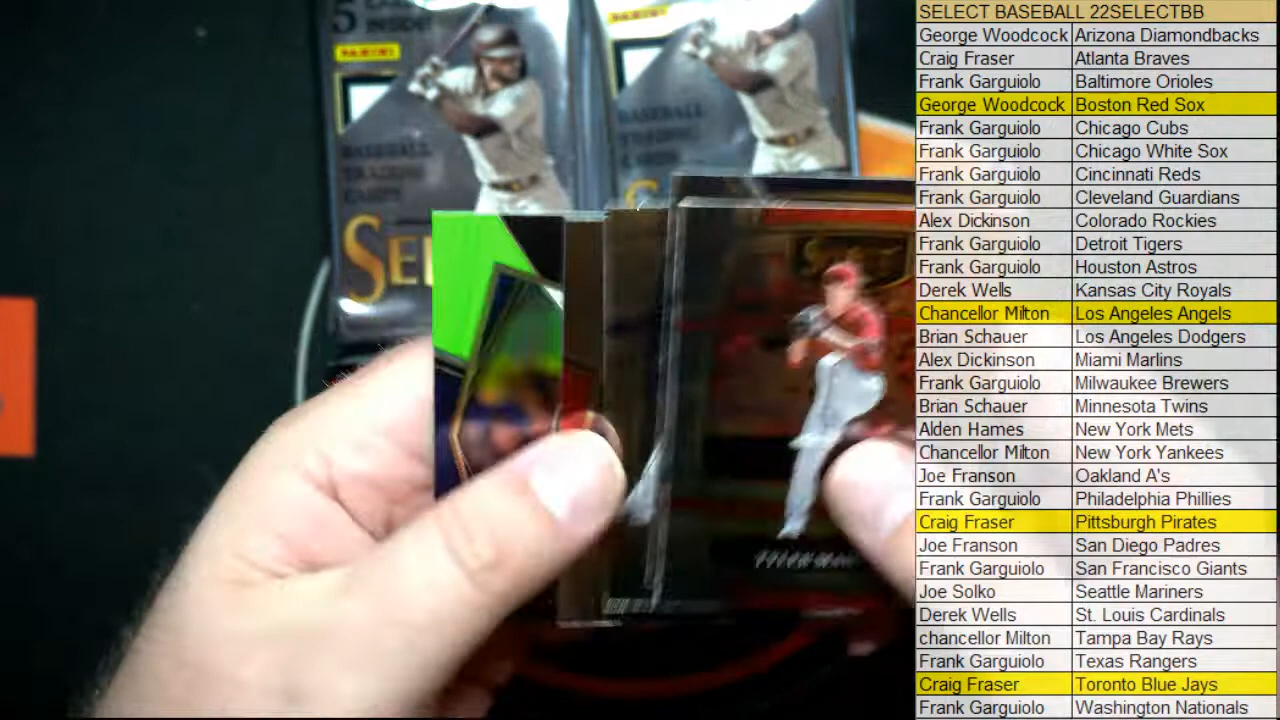 5
PANINI
PANINI
BASEBALL
TRADING
CARDS
BASEBALL
TRADING
CARDS
SEL
SELECT BASEBALL 22SELECTBB
George Woodcock Arizona Diamondbacks
Craig Fraser Atlanta Braves
Frank Garguiolo Baltimore Orioles
George Woodcock Boston Red Sox
Frank Garguiolo Chicago Cubs
Frank Garguiolo Chicago White Sox
Frank Garguiolo Cincinnati Reds
Frank Garguiolo Cleveland Guardians
Alex Dickinson Colorado Rockies
Frank Garguiolo Detroit Tigers
Frank Garguiolo Houston Astros
Derek Wells Kansas City Royals
Chancellor Milton Los Angeles Angels
Brian Schauer Los Angeles Dodgers
Alex Dickinson Miami Marlins
Frank Garguiolo Milwaukee Brewers
Brian Schauer Minnesota Twins
Alden Hames New York Mets
Chancellor Milton New York Yankees
Joe Franson Oakland A's
Frank Garguiolo Philadelphia Phillies
Craig Fraser Pittsburgh Pirates
Joe Franson San Diego Padres
Frank Garguiolo San Francisco Giants
Joe Solko Seattle Mariners
Derek Wells St. Louis Cardinals
chancellor Milton Tampa Bay Rays
Frank Garguiolo Texas Rangers
Craig Fraser Toronto Blue Jays
Frank Garguiolo Washington Nationals